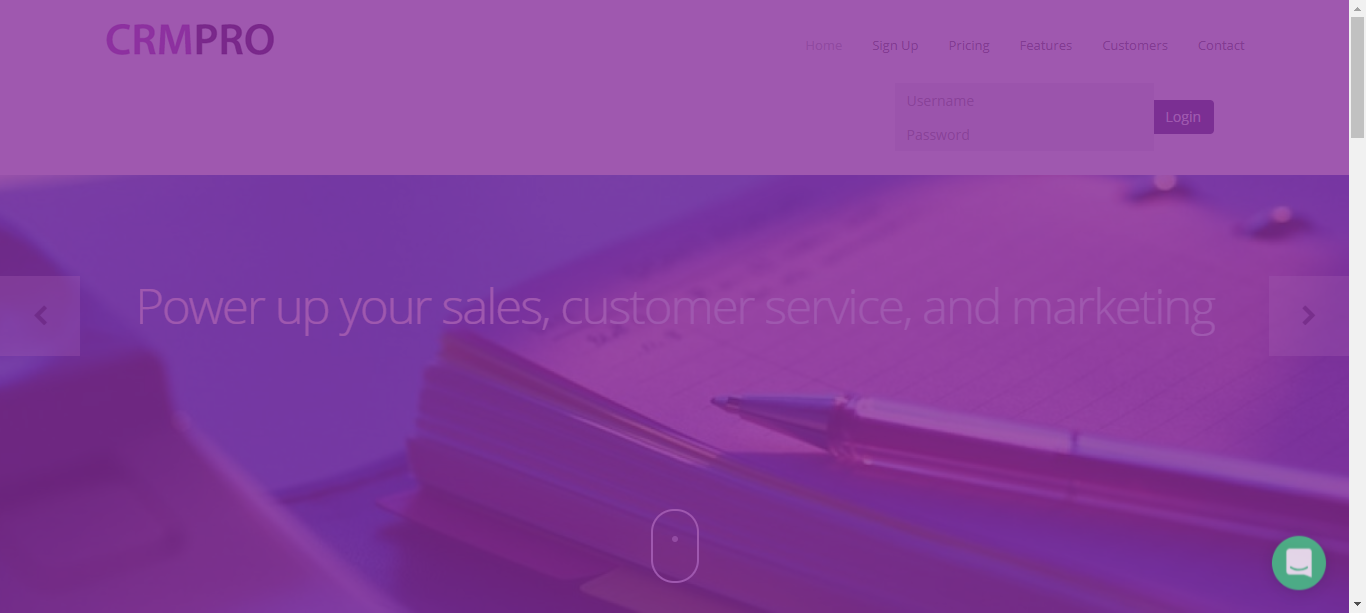 CRMPRO
Home Sign Up Pricing Features Customers Contact
Username
Login
Password
Power up your sales, customer service, and marketing